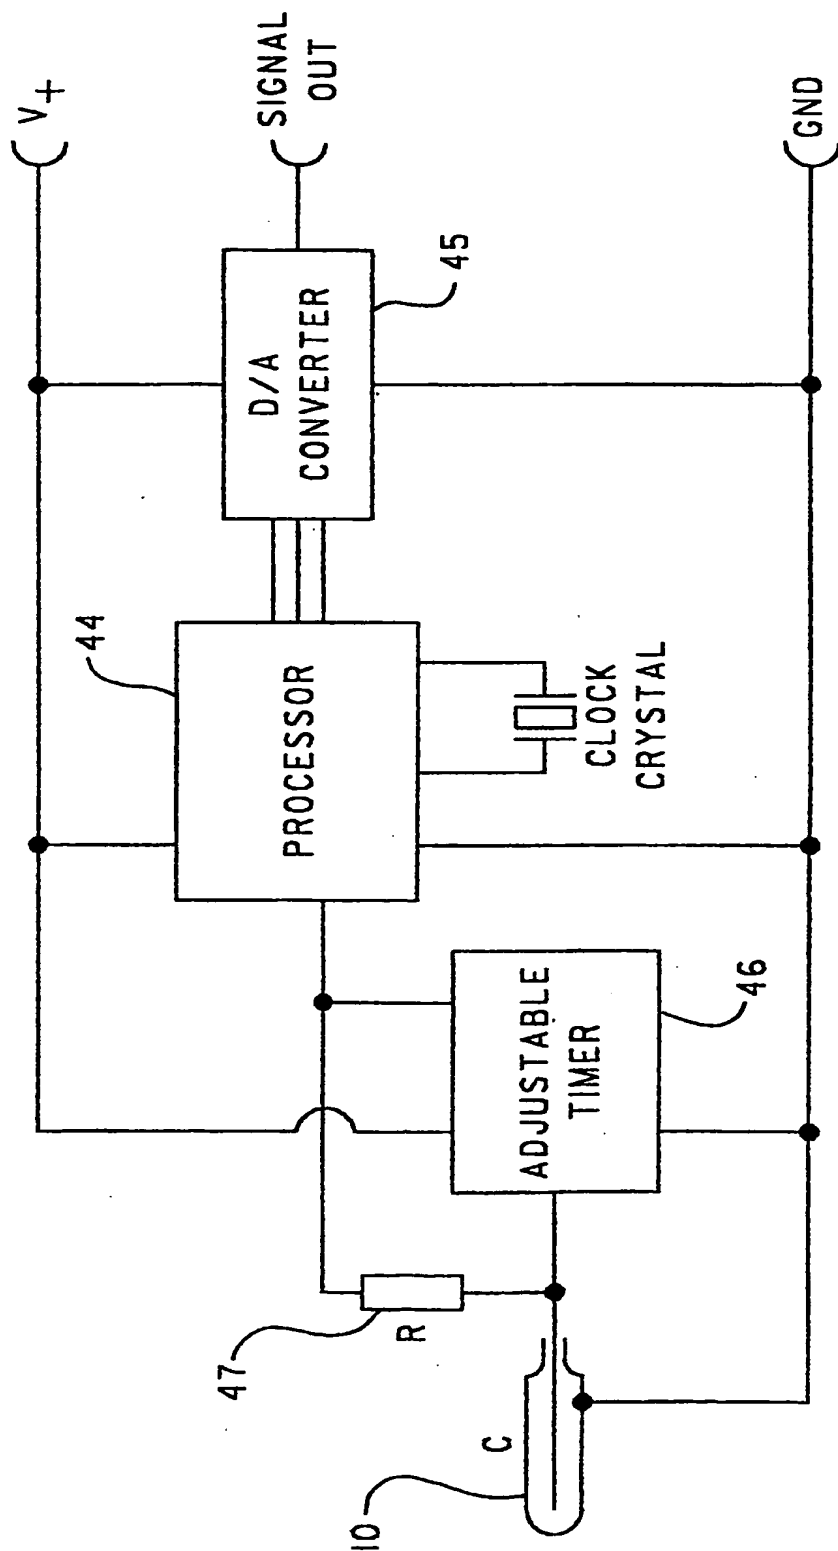 V+
SIGNAL
OUT
GND
D/A
CONVERTER
45
44
PROCESSOR
CLOCK
CRYSTAL
ADJUSTABLE
TIMER
46
47
R
C
10